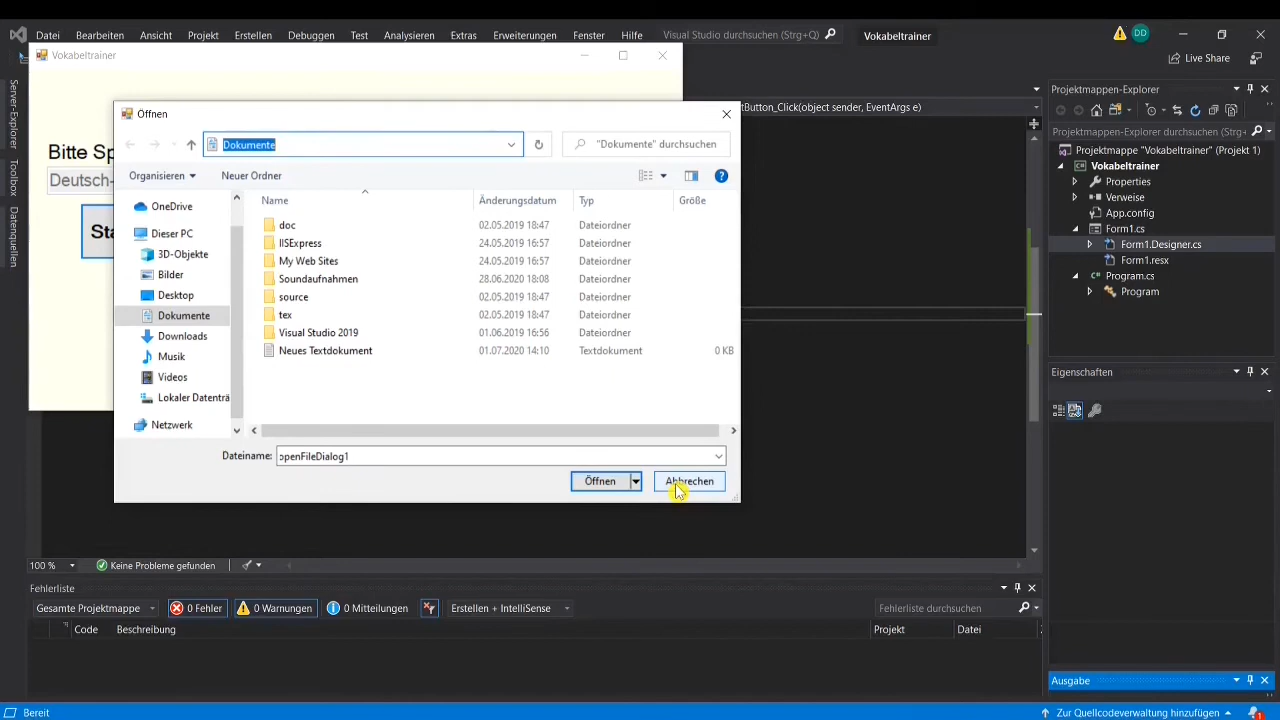 Datei Bearbeiten Ansicht Projekt Erstellen Debuggen Test Analysieren Extras Erweiterungen Fenster Hilfe Visual Studio durchsuchen (Strg+Q) Vokabeltrainer DD
Vokabeltrainer
Live Share
Server-Explorer
Toolbox
Datenquellen
Projektmappen-Explorer
tButton_Click(object sender, EventArgs e)
Öffnen
Dokumente
"Dokumente" durchsuchen
Projektmappen-Explorer durchsuchen (Strg+
Bitte Sp
Deutsch-
Sta
Projektmappe "Vokabeltrainer" (Projekt 1)
Vokabeltrainer
Properties
Verweise
App.config
Form1.cs
Form1.Designer.cs
Form1.resx
Program.cs
Program
Organisieren Neuer Ordner
OneDrive
Dieser PC
3D-Objekte
Bilder
Desktop
Dokumente
Downloads
Musik
Videos
Lokaler Datenträ
Netzwerk
Name Änderungsdatum Typ Größe
doc 02.05.2019 18:47 Dateiordner
IISExpress 24.05.2019 16:57 Dateiordner
My Web Sites 24.05.2019 16:57 Dateiordner
Soundaufnahmen 28.06.2020 18:08 Dateiordner
source 02.05.2019 18:47 Dateiordner
tex 02.05.2019 18:47 Dateiordner
Visual Studio 2019 01.06.2019 16:56 Dateiordner
Neues Textdokument 01.07.2020 14:10 Textdokument 0 KB
Dateiname: openFileDialog1
Öffnen Abbrechen
Eigenschaften
100 % Keine Probleme gefunden
Fehlerliste
Gesamte Projektmappe 0 Fehler 0 Warnungen 0 Mitteilungen Erstellen + IntelliSense Fehlerliste durchsuchen
Code Beschreibung Projekt Datei
Ausgabe
Bereit Zur Quellcodeverwaltung hinzufügen 1